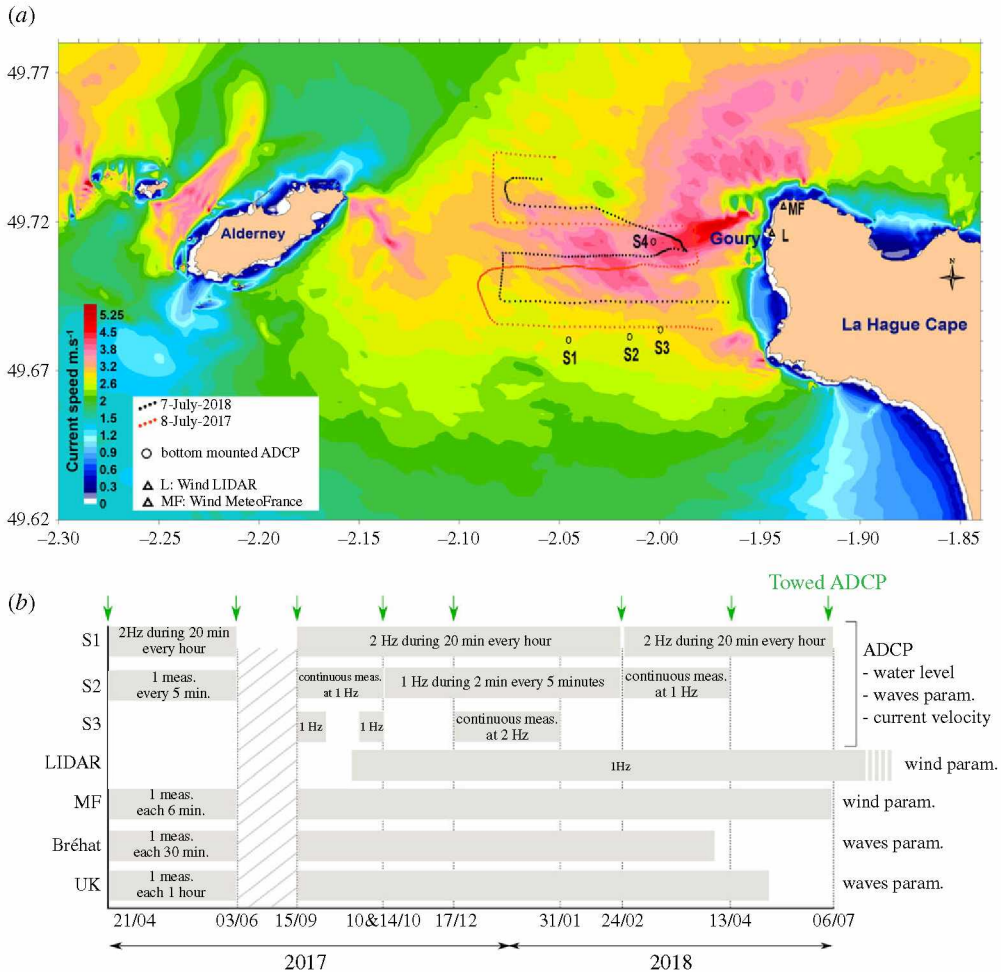 (a)
49.77
49.72
49.67
49.62
–2.30
–2.25
–2.20
–2.15
–2.10
–2.05
–2.00
–1.95
–1.90
–1.85
Alderney
S4
Goury
MF
L
N
La Hague Cape
S1
S2
S3
Current speed m.s⁻¹
5.25
4.5
3.8
3.2
2.6
2
1.5
1.2
0.9
0.6
0.3
0
7-July-2018
8-July-2017
bottom mounted ADCP
L: Wind LIDAR
MF: Wind MeteoFrance
(b)
Towed ADCP
S1
2Hz during 20 min
every hour
2 Hz during 20 min every hour
2 Hz during 20 min every hour
S2
1 meas.
every 5 min.
continuous meas.
at 1 Hz
1 Hz during 2 min every 5 minutes
continuous meas.
at 1 Hz
S3
1 Hz
1 Hz
continuous meas.
at 2 Hz
ADCP
- water level
- waves param.
- current velocity
LIDAR
1Hz
wind param.
MF
1 meas.
each 6 min.
wind param.
Bréhat
1 meas.
each 30 min.
waves param.
UK
1 meas.
each 1 hour
waves param.
21/04
03/06
15/09
10&14/10
17/12
31/01
24/02
13/04
06/07
2017
2018